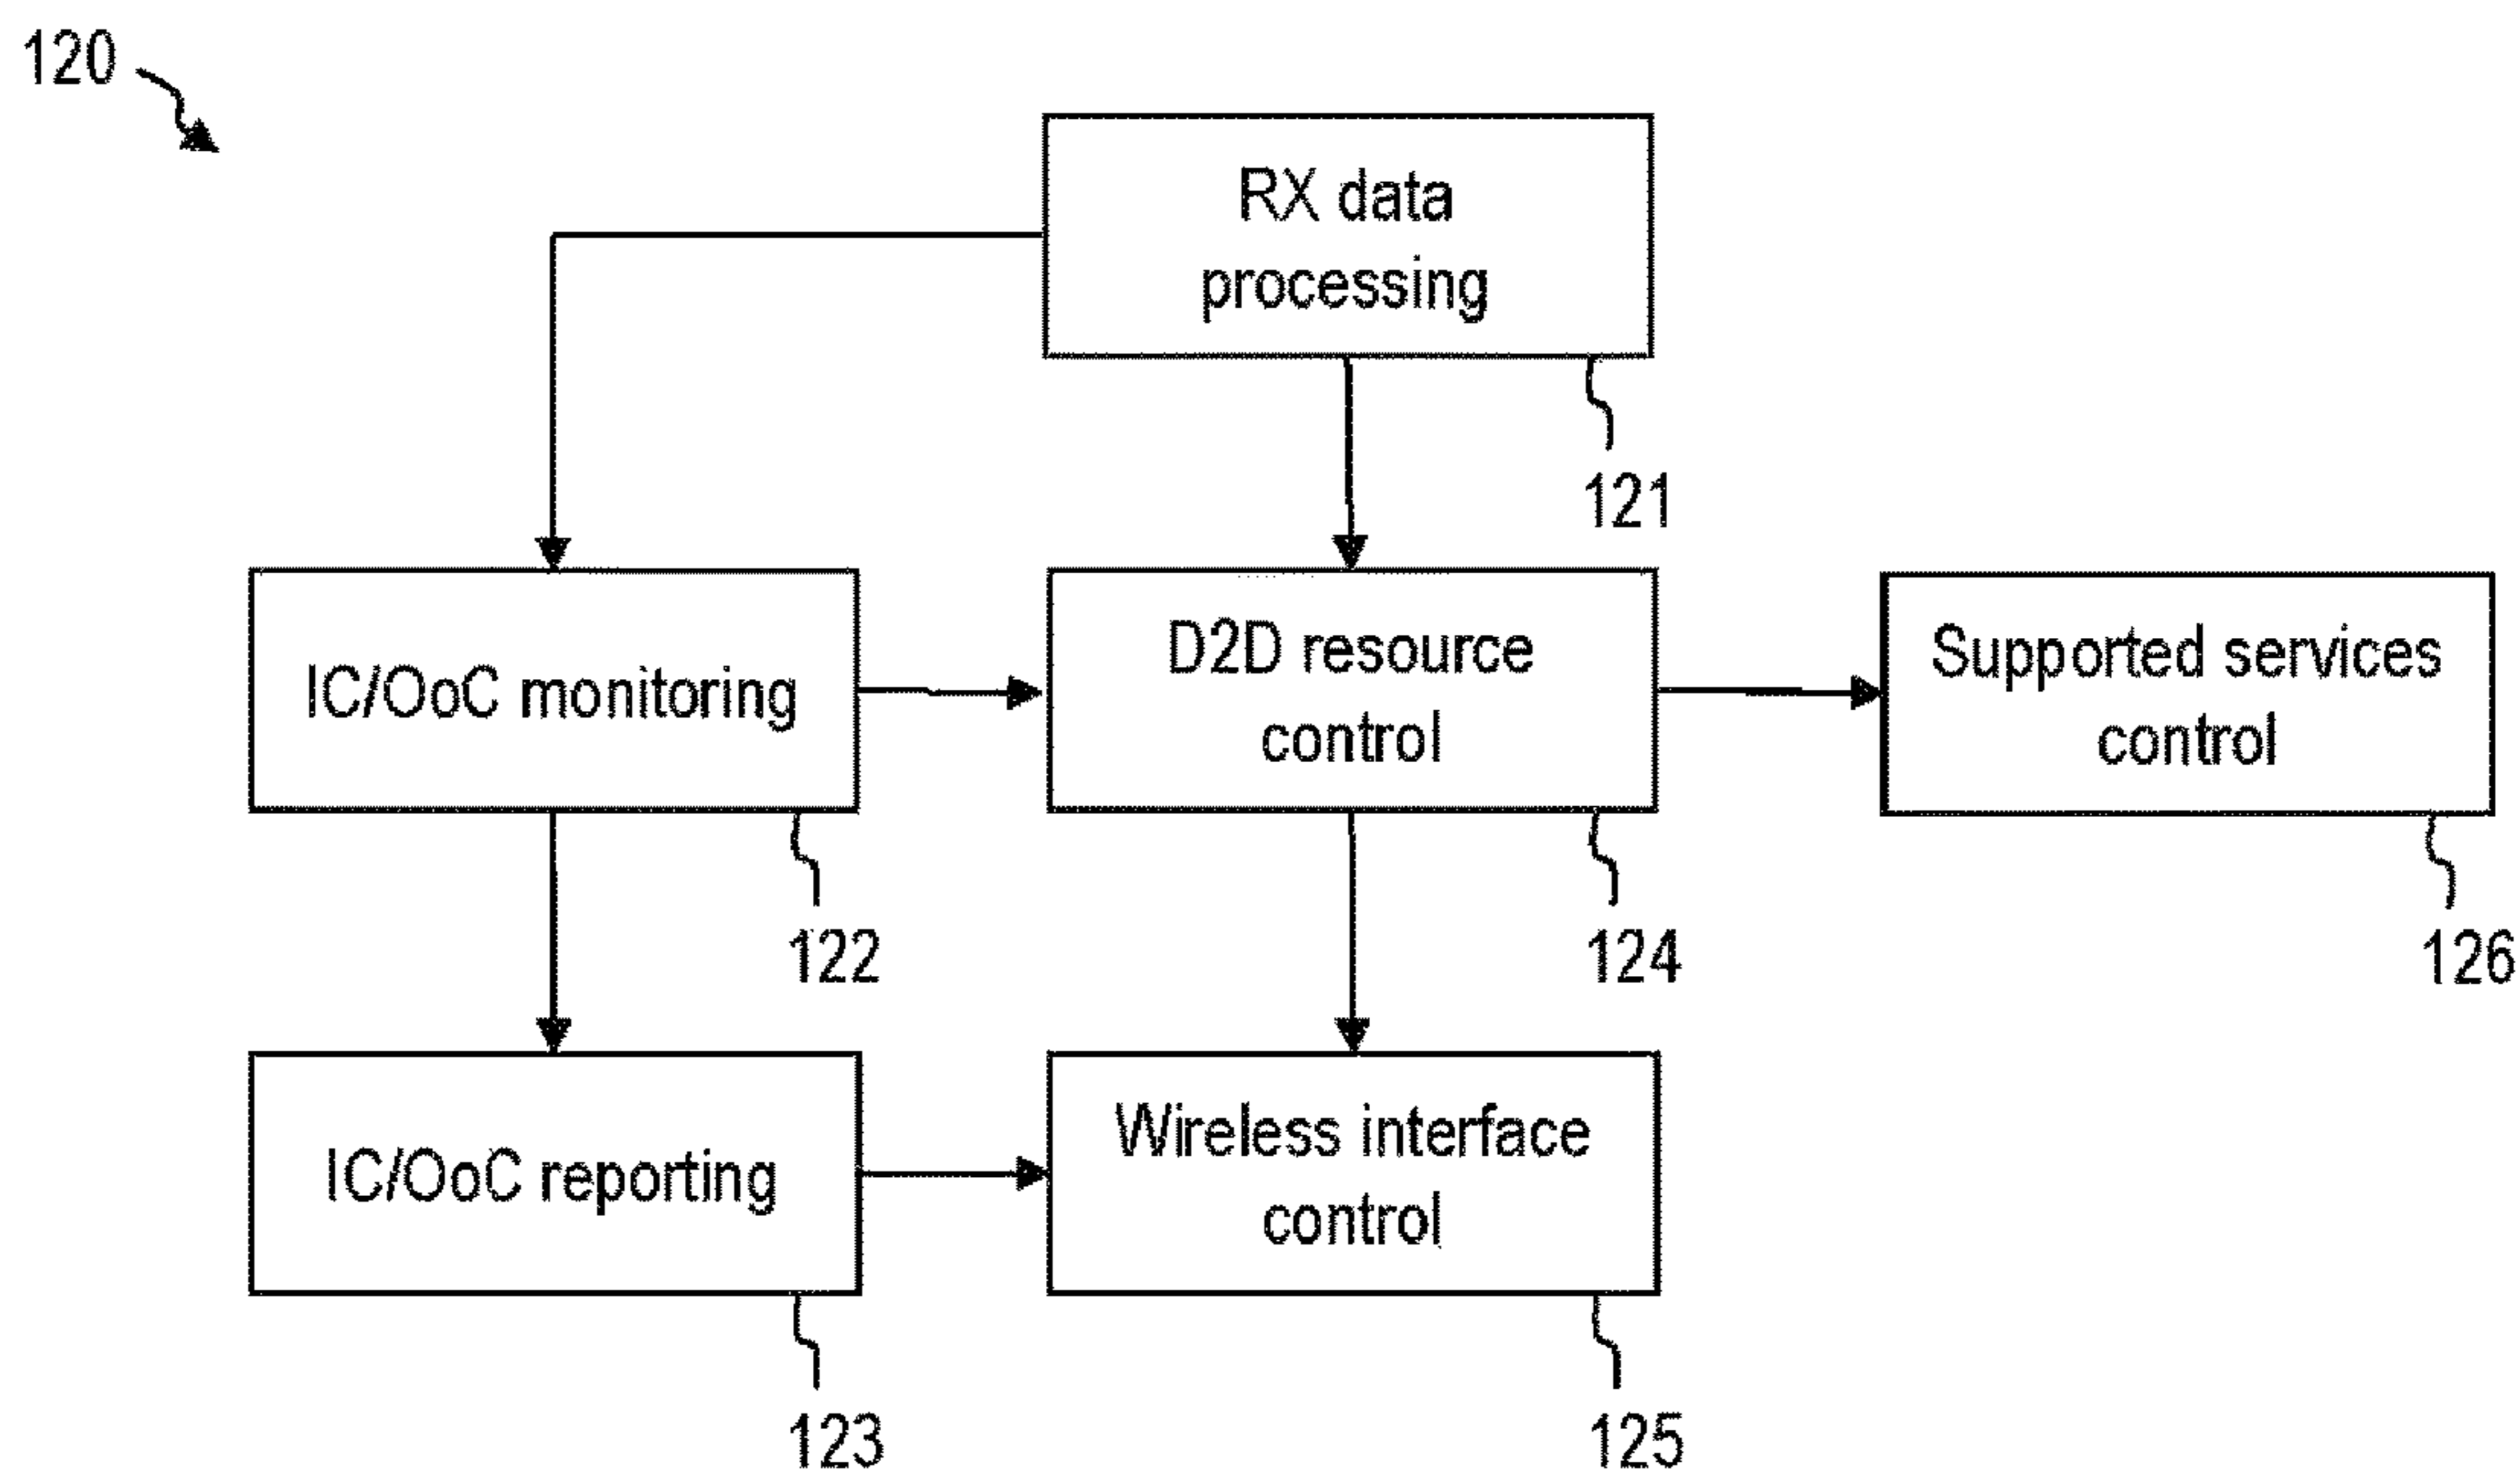 120
RX data
processing
121
IC/OoC monitoring
D2D resource
control
Supported services
control
122
124
126
IC/OoC reporting
Wireless interface
control
123
125